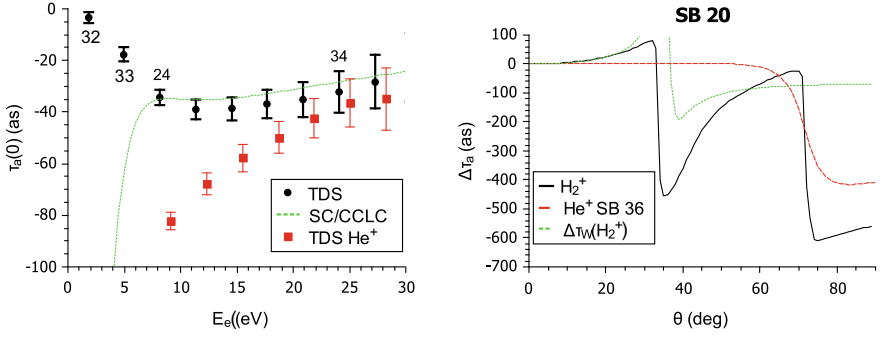 SB 20
0
-20
-40
-60
-80
-100
τa(0) (as)
32
33
24
34
TDS
SC/CCLC
TDS He+
0 5 10 15 20 25 30
Ee((eV)
100
0
-100
-200
-300
-400
-500
-600
-700
Δτa (as)
H2+
He+ SB 36
ΔτW(H2+)
0 20 40 60 80
θ (deg)